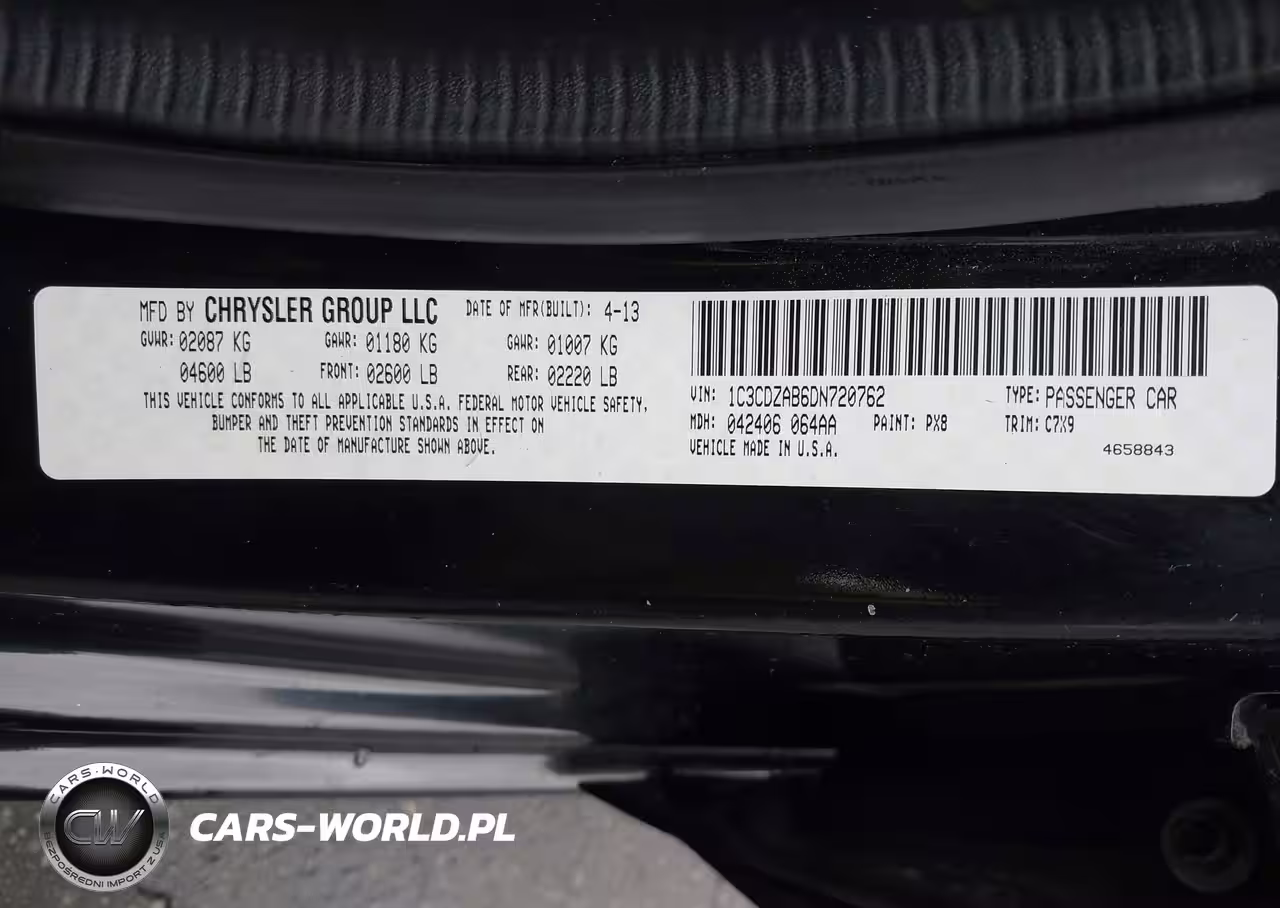 MFD BY CHRYSLER GROUP LLC DATE OF MFR(BUILT): 4-13
GVWR: 02087 KG GAWR: 01180 KG GAWR: 01007 KG
04600 LB FRONT: 02600 LB REAR: 02220 LB
THIS VEHICLE CONFORMS TO ALL APPLICABLE U.S.A. FEDERAL MOTOR VEHICLE SAFETY,
BUMPER AND THEFT PREVENTION STANDARDS IN EFFECT ON
THE DATE OF MANUFACTURE SHOWN ABOVE.
VIN: 1C3CDZAB6DN720762 TYPE: PASSENGER CAR
MDH: 042406 064AA PAINT: PX8 TRIM: C7X9
VEHICLE MADE IN U.S.A. 4658843
CARS-WORLD
CW
BEZPOŚREDNI IMPORT Z USA
CARS-WORLD.PL